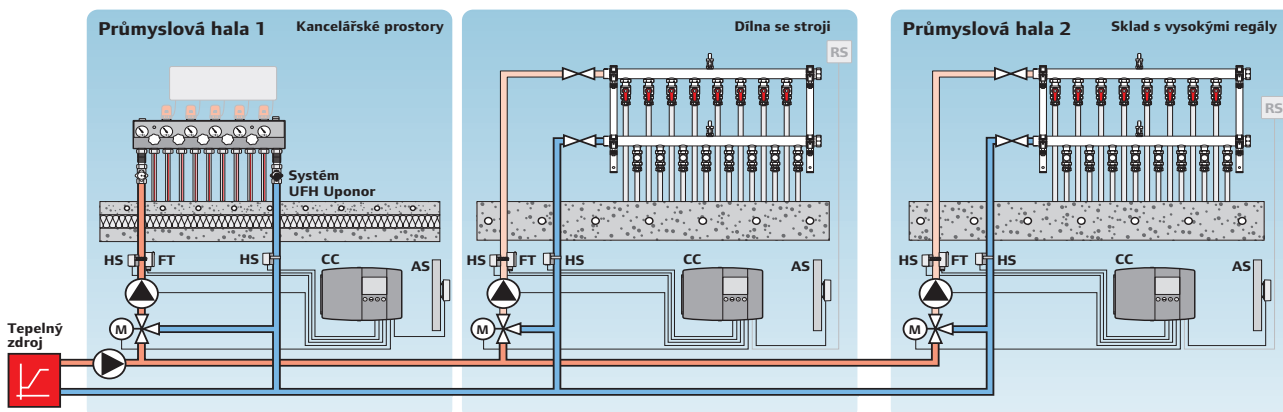 Průmyslová hala 1
Kancelářské prostory
Dílna se stroji
Průmyslová hala 2
Sklad s vysokými regály
RS
RS
Systém
UFH Uponor
HS
FT
HS
CC
AS
HS
FT
HS
CC
AS
HS
FT
HS
CC
AS
M
M
M
Tepelný
zdroj